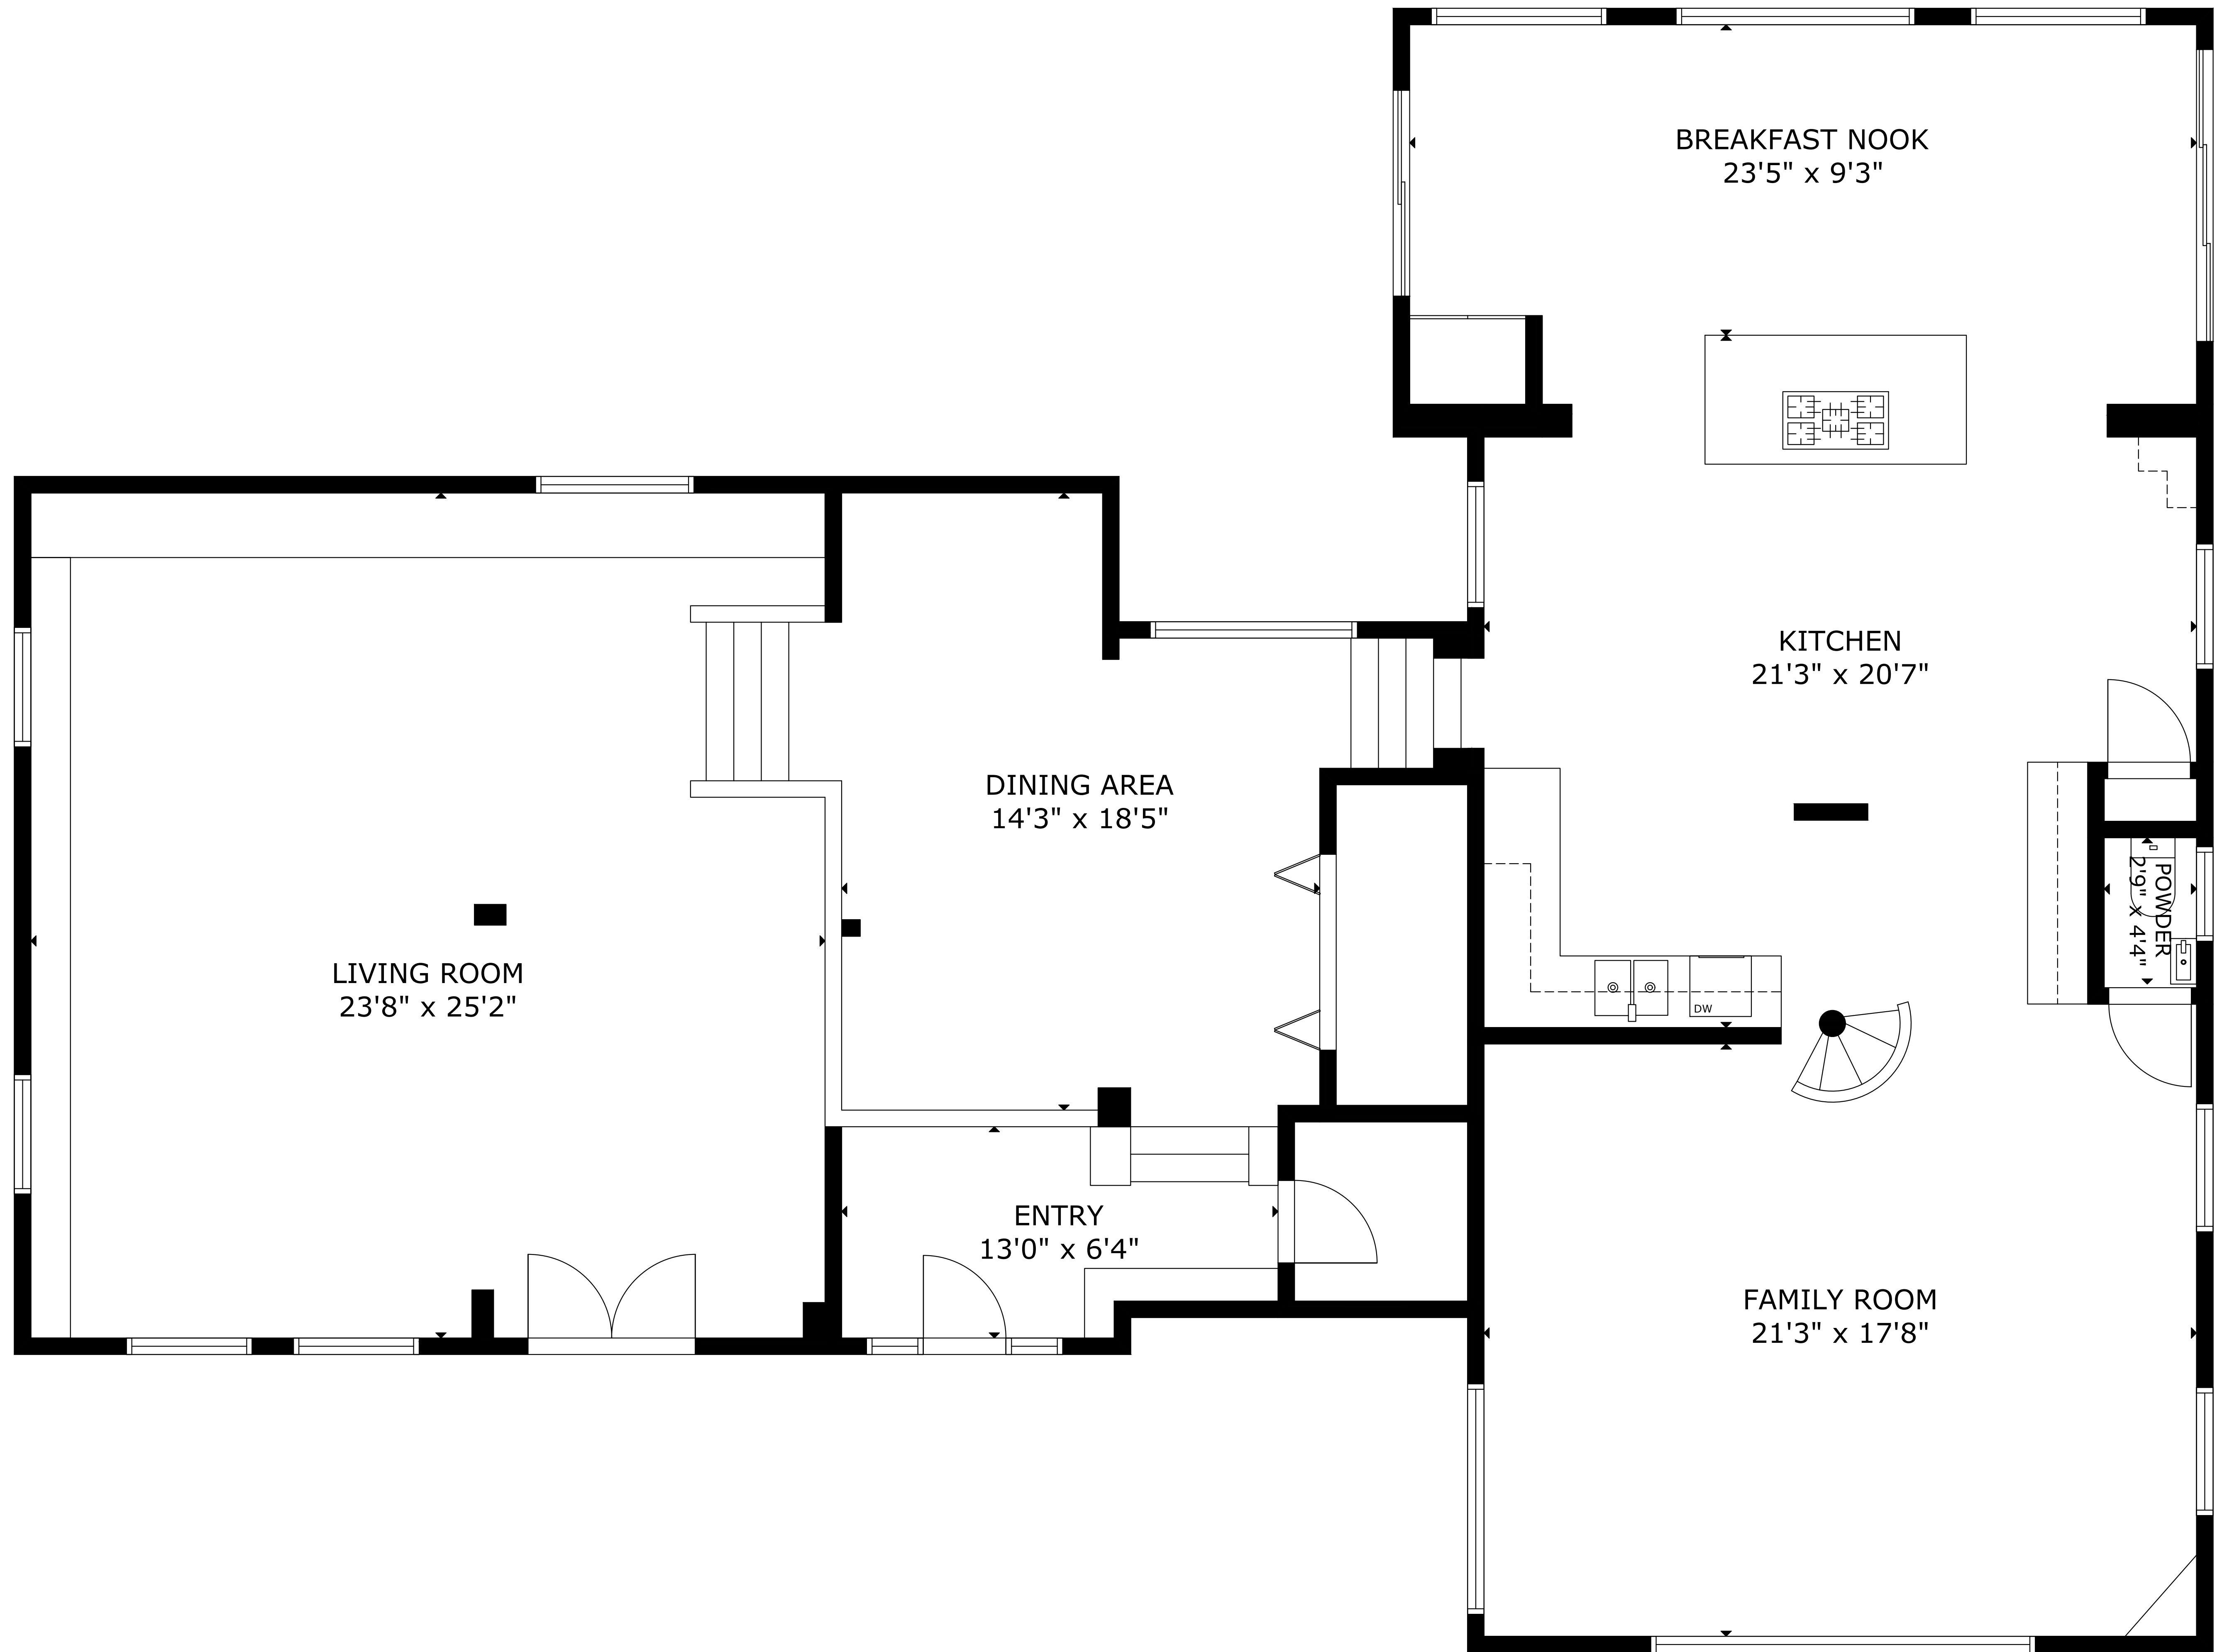 BREAKFAST NOOK
23'5" x 9'3"
KITCHEN
21'3" x 20'7"
DINING AREA
14'3" x 18'5"
POWDER
2'9" x 4'4"
LIVING ROOM
23'8" x 25'2"
DW
ENTRY
13'0" x 6'4"
FAMILY ROOM
21'3" x 17'8"